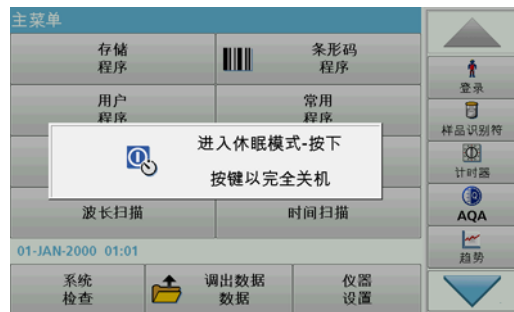 主菜单
存储
程序
条形码
程序
用户
程序
常用
程序
进入休眠模式-按下
按键以完全关机
波长扫描
时间扫描
01-JAN-2000 01:01
系统
检查
调出数据
数据
仪器
设置
登录
样品识别符
计时器
AQA
趋势